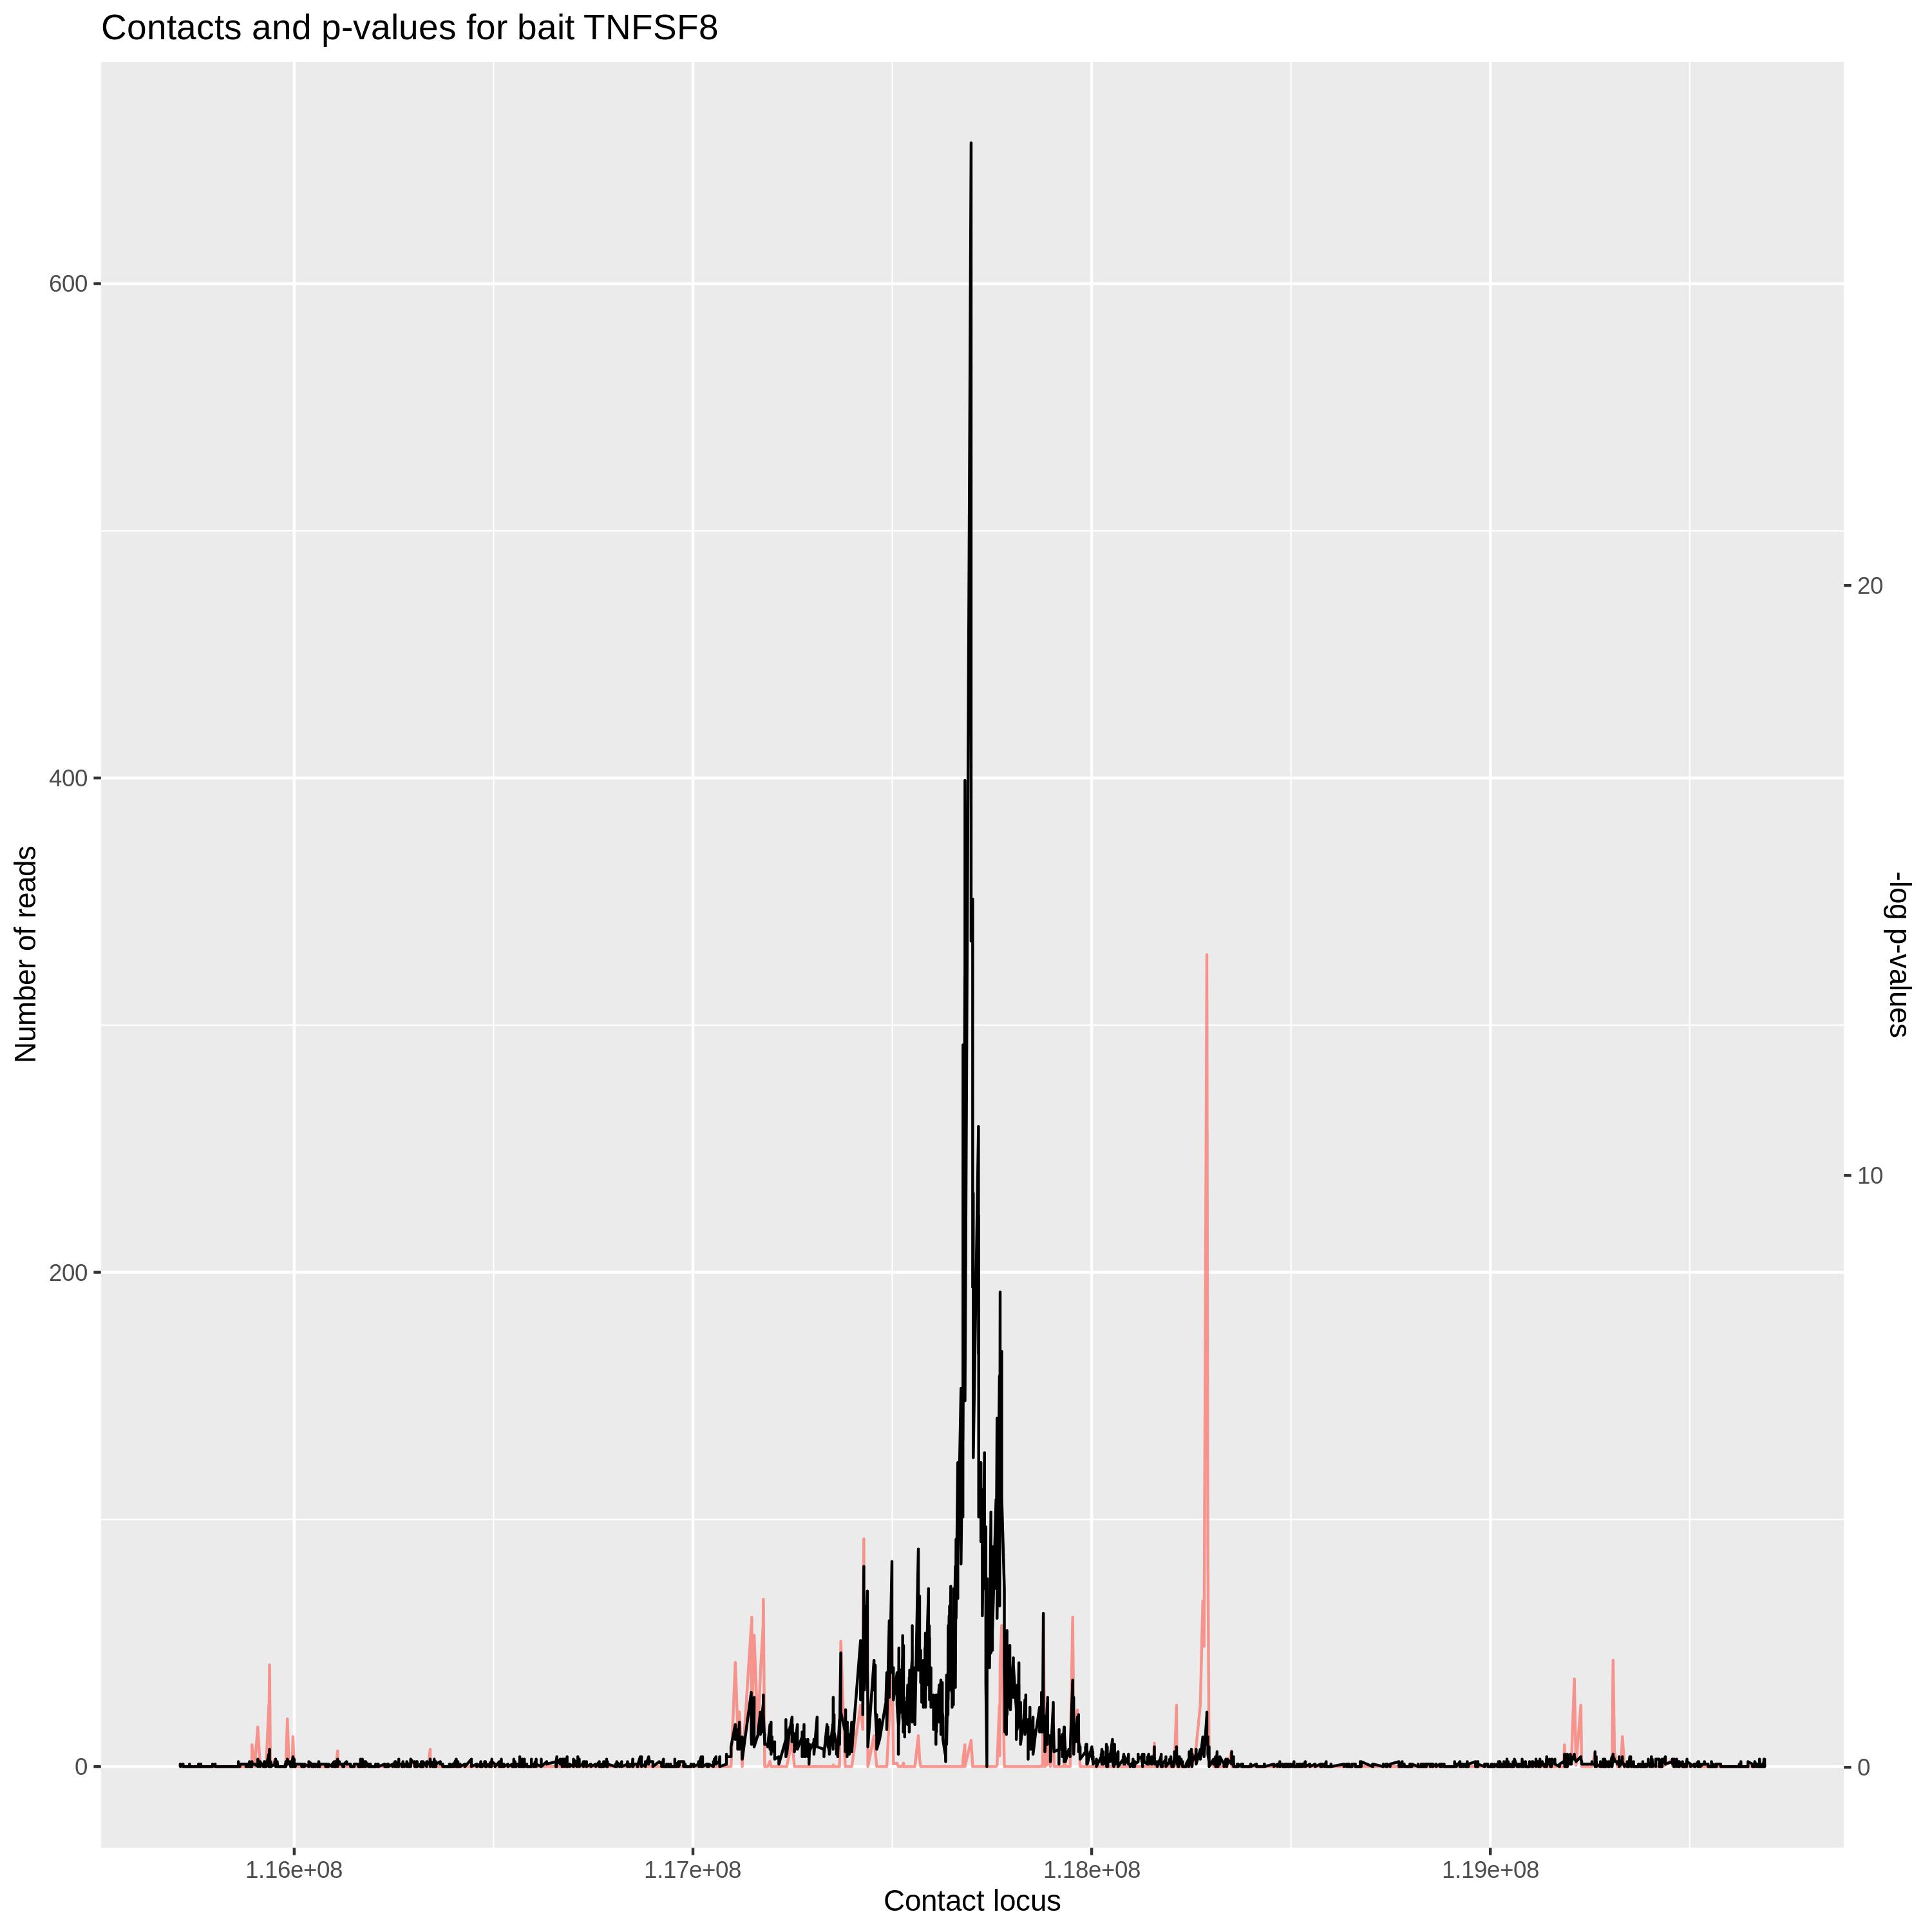 Contacts and p-values for bait TNFSF8
600
400
200
0
Number of reads
20
10
0
-log p-values
1.16e+08
1.17e+08
1.18e+08
1.19e+08
Contact locus